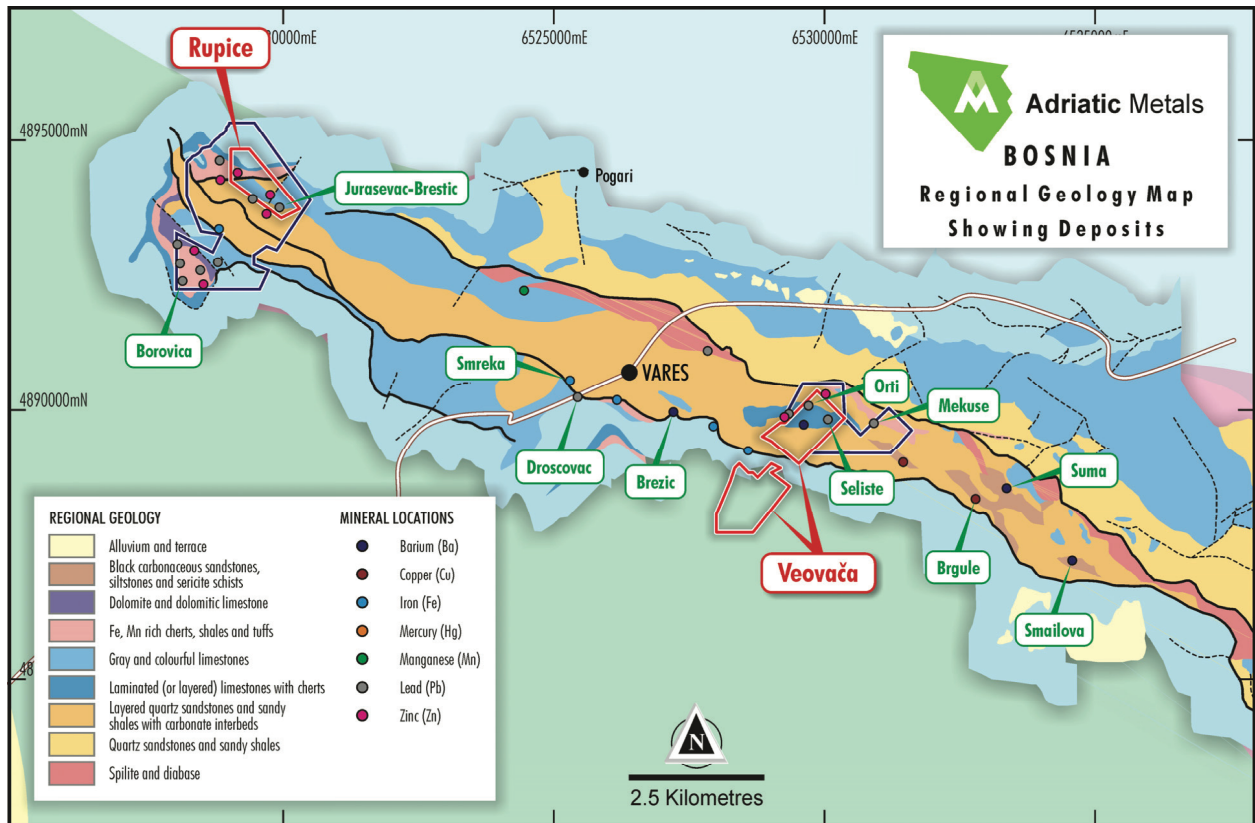 20000mE
6525000mE
6530000mE
Rupice
Adriatic Metals
BOSNIA
Regional Geology Map
Showing Deposits
4895000mN
Jurasevac-Brestic
Pogari
Borovica
Smreka
VARES
4890000mN
Orti
Mekuse
Droscovac
Brezic
Seliste
Suma
Veovača
Brgule
Smailova
REGIONAL GEOLOGY
Alluvium and terrace
Black carbonaceous sandstones,
siltstones and sericite schists
Dolomite and dolomitic limestone
Fe, Mn rich cherts, shales and tuffs
Gray and colourful limestones
Laminated (or layered) limestones with cherts
Layered quartz sandstones and sandy
shales with carbonate interbeds
Quartz sandstones and sandy shales
Spilite and diabase
MINERAL LOCATIONS
Barium (Ba)
Copper (Cu)
Iron (Fe)
Mercury (Hg)
Manganese (Mn)
Lead (Pb)
Zinc (Zn)
48
N
2.5 Kilometres